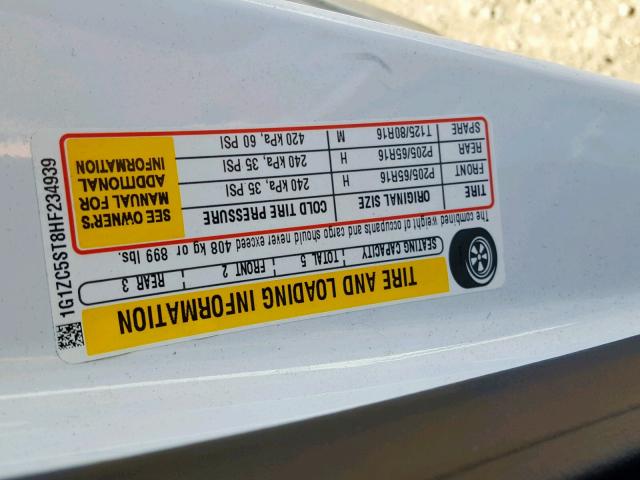 TIRE AND LOADING INFORMATION
SEATING CAPACITY TOTAL 5 FRONT 2 REAR 3
The combined weight of occupants and cargo should never exceed 408 kg or 899 lbs.
TIRE ORIGINAL SIZE COLD TIRE PRESSURE
FRONT P205/65R16 H 240 kPa, 35 PSI
REAR P205/65R16 H 240 kPa, 35 PSI
SPARE T125/80R16 M 420 kPa, 60 PSI
SEE OWNER'S
MANUAL FOR
ADDITIONAL
INFORMATION
1G1ZC5ST8HF234939